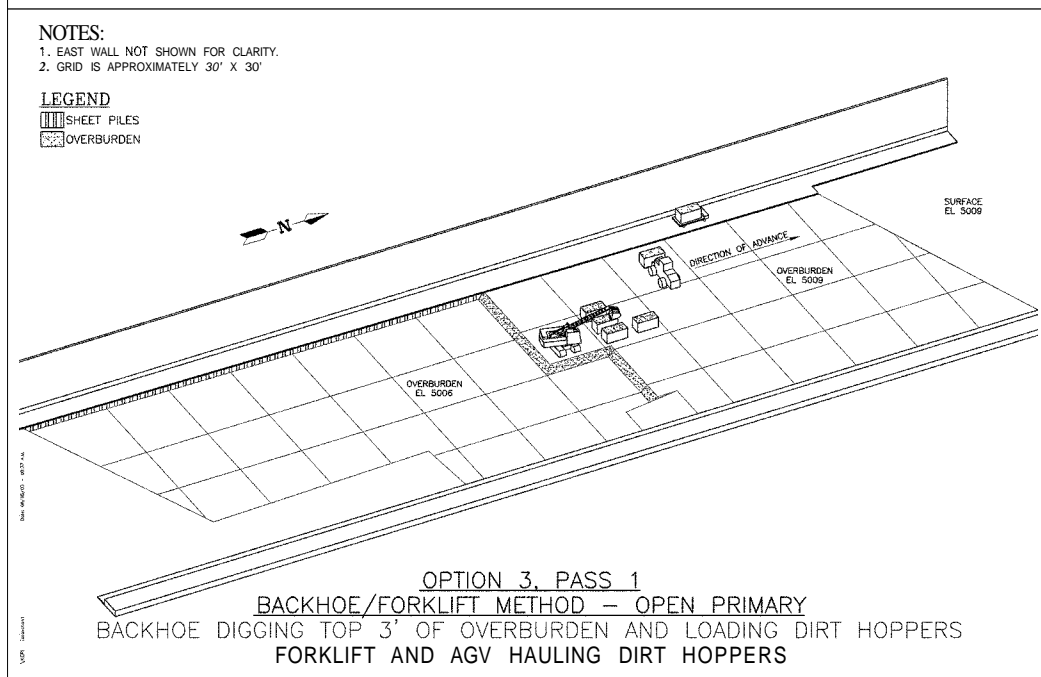 NOTES:
1. EAST WALL NOT SHOWN FOR CLARITY.
2. GRID IS APPROXIMATELY 30' X 30'
LEGEND
SHEET PILES
OVERBURDEN
N
SURFACE
EL 5009
DIRECTION OF ADVANCE
OVERBURDEN
EL 5009
OVERBURDEN
EL 5006
OPTION 3, PASS 1
BACKHOE/FORKLIFT METHOD – OPEN PRIMARY
BACKHOE DIGGING TOP 3' OF OVERBURDEN AND LOADING DIRT HOPPERS
FORKLIFT AND AGV HAULING DIRT HOPPERS